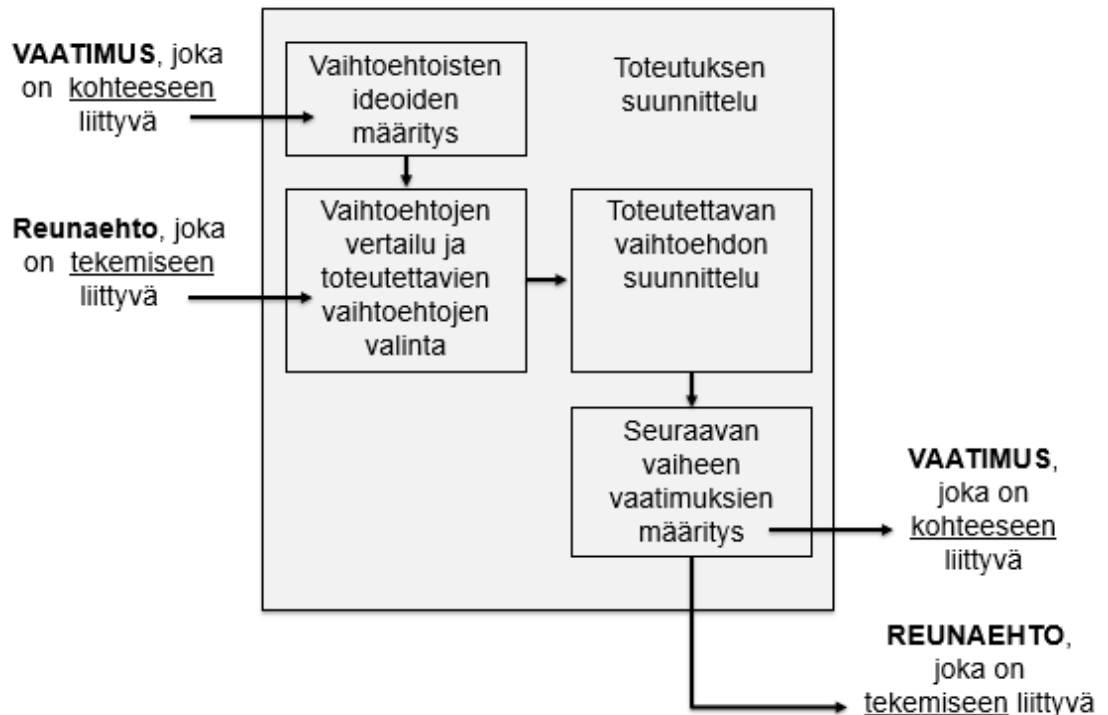 VAATIMUS, joka
on kohteeseen
liittyvä
Vaihtoehtoisten
ideoiden
määritys
Toteutuksen
suunnittelu
Reunaehto, joka
on tekemiseen
liittyvä
Vaihtoehtojen
vertailu ja
toteutettavien
vaihtoehtojen
valinta
Toteutettavan
vaihtoehdon
suunnittelu
Seuraavan
vaiheen
vaatimuksien
määritys
VAATIMUS,
joka on
kohteeseen
liittyvä
REUNAEHTO,
joka on
tekemiseen liittyvä